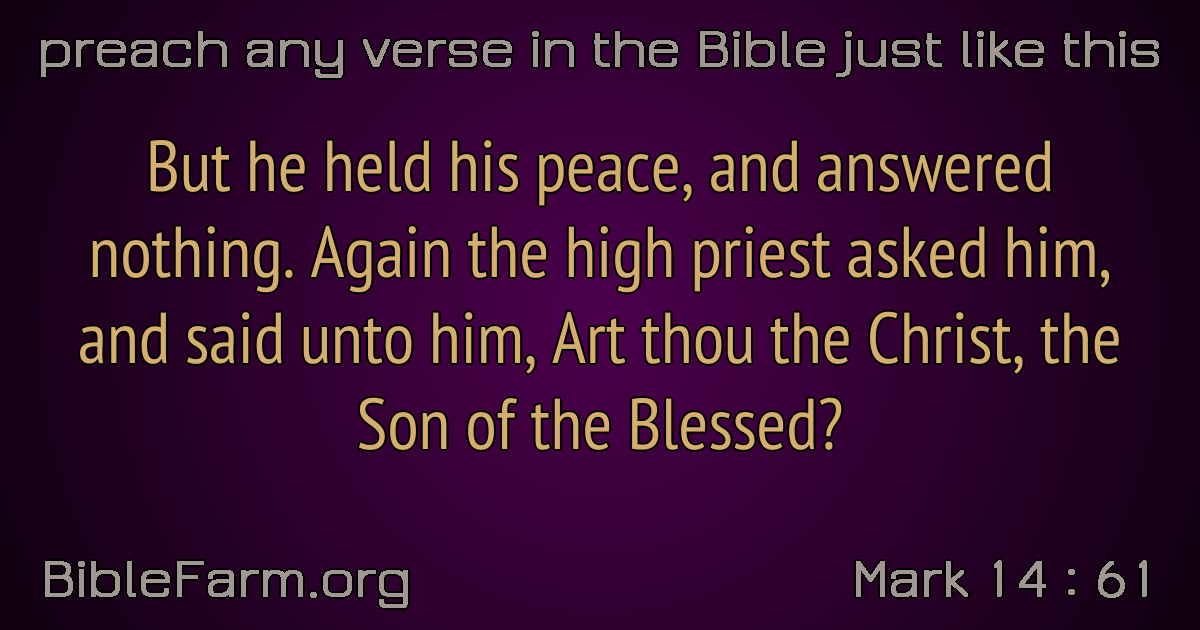 preach any verse in the Bible just like this
But he held his peace, and answered
nothing. Again the high priest asked him,
and said unto him, Art thou the Christ, the
Son of the Blessed?
BibleFarm.org
Mark 14 : 61